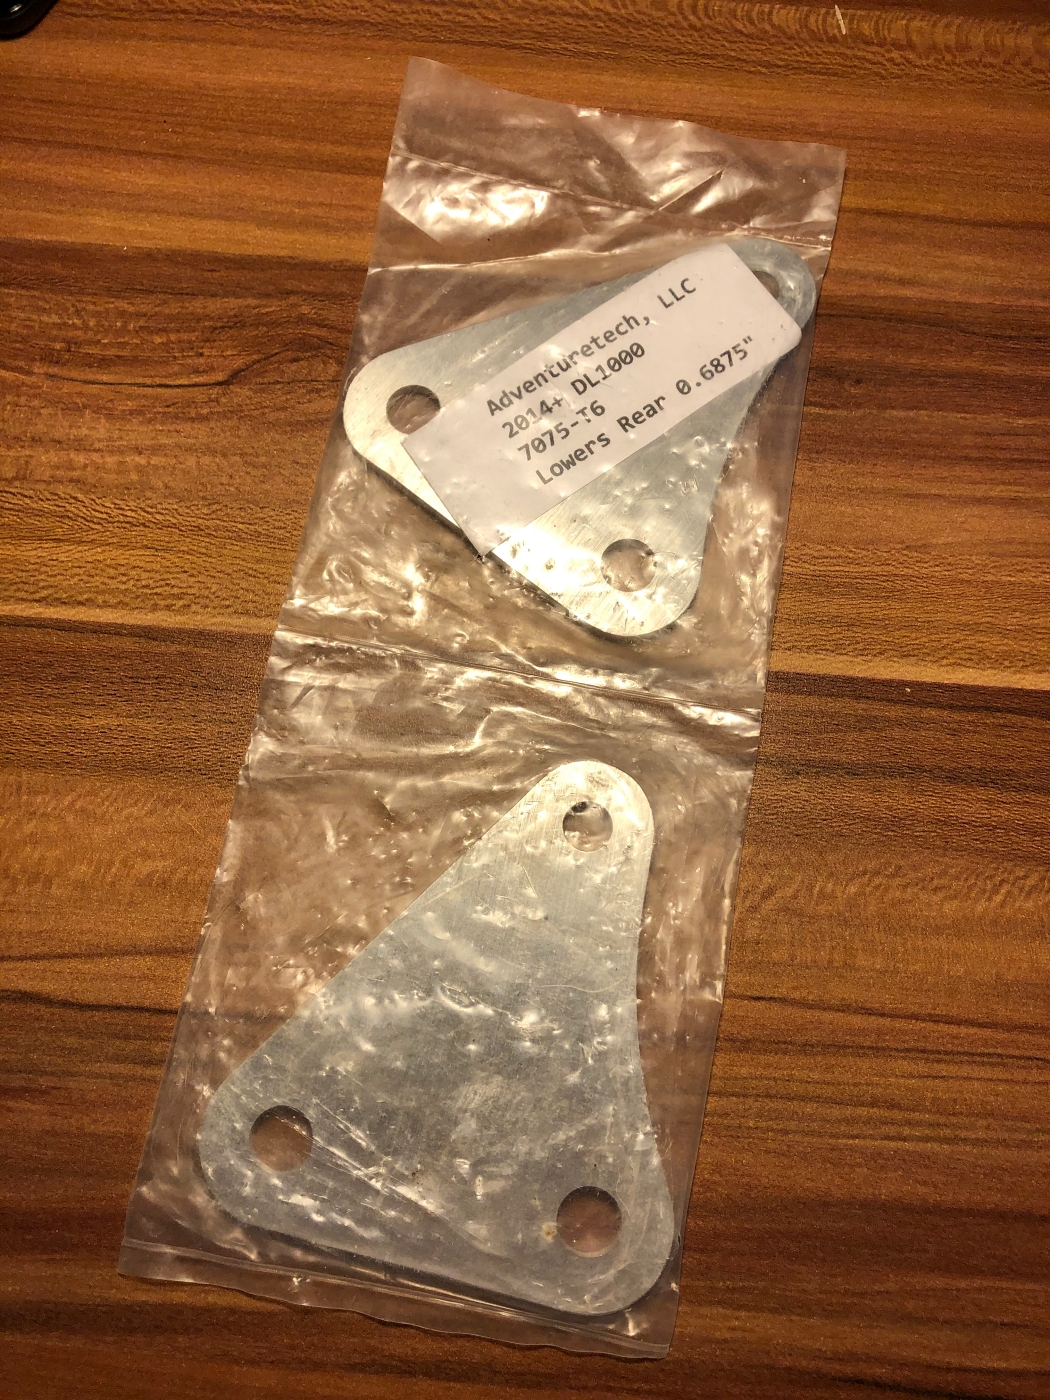 Adventuretech, LLC
2014+ DL1000
7075-T6
Lowers Rear 0.6875"